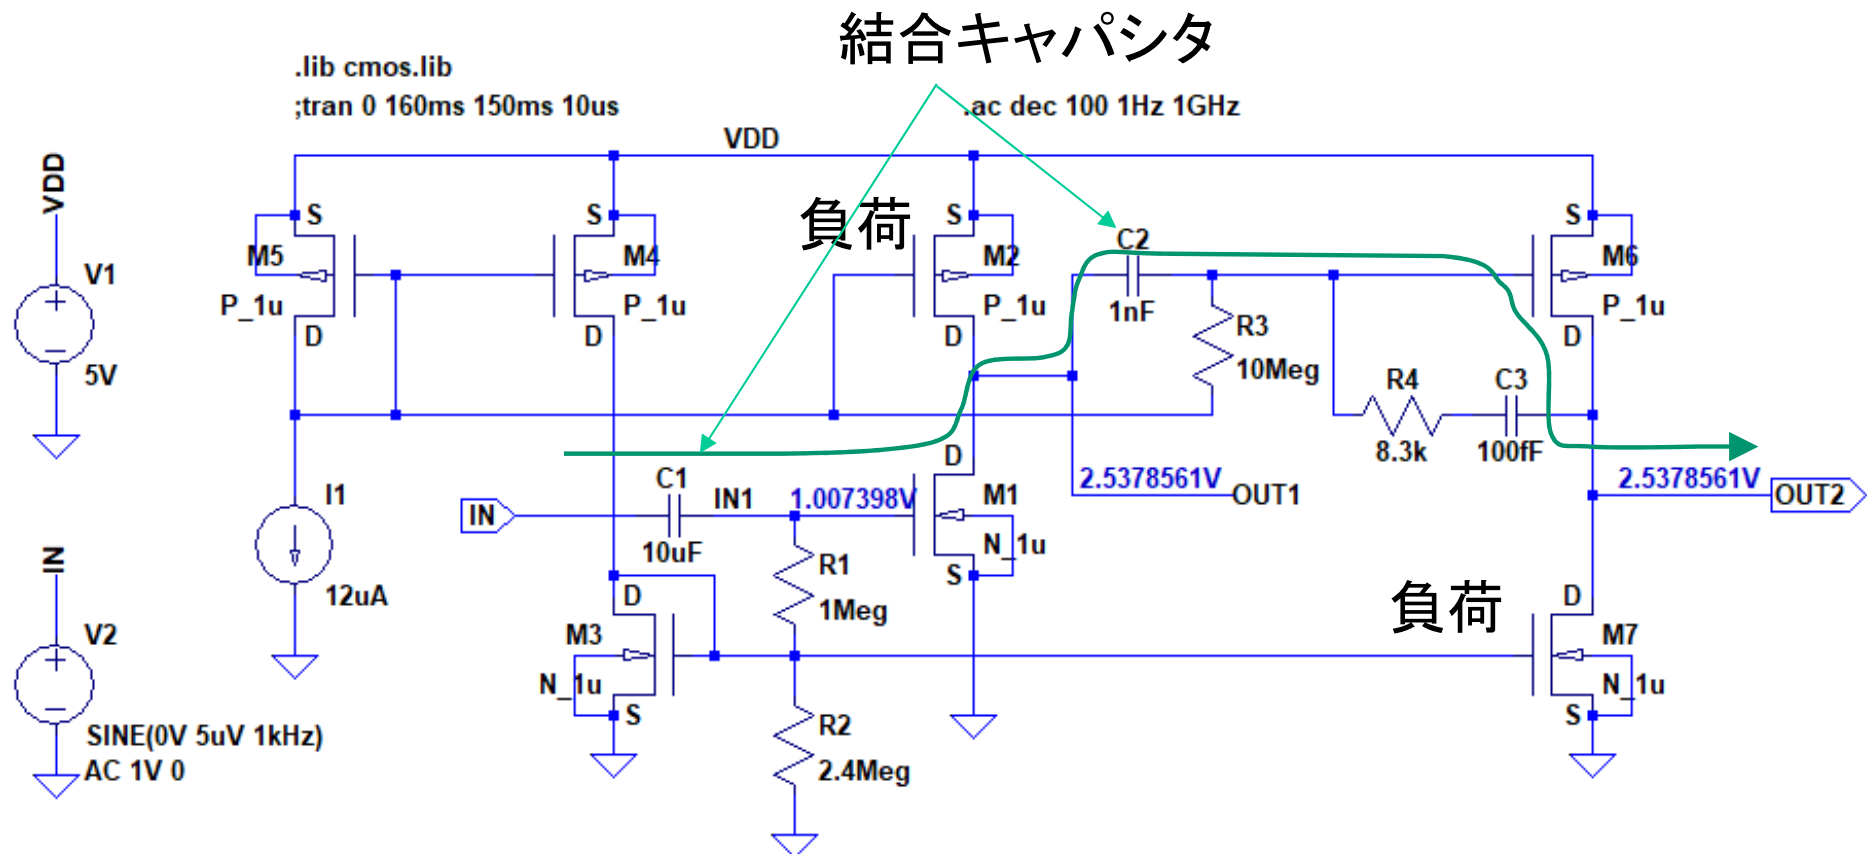 結合キャパシタ
.lib cmos.lib
;tran 0 160ms 150ms 10us
.ac dec 100 1Hz 1GHz
VDD
VDD
負荷
S
S
S
S
M5
M4
M2
C2
M6
V1
P_1u
P_1u
P_1u
1nF
P_1u
D
D
D
D
R3
10Meg
5V
R4
C3
8.3k
100fF
D
C1
IN1
1.007398V
M1
2.5378561V
OUT1
2.5378561V
OUT2
I1
IN
10uF
N_1u
IN
R1
S
12uA
1Meg
D
D
負荷
V2
M3
M7
N_1u
N_1u
S
S
R2
SINE(0V 5uV 1kHz)
AC 1V 0
2.4Meg